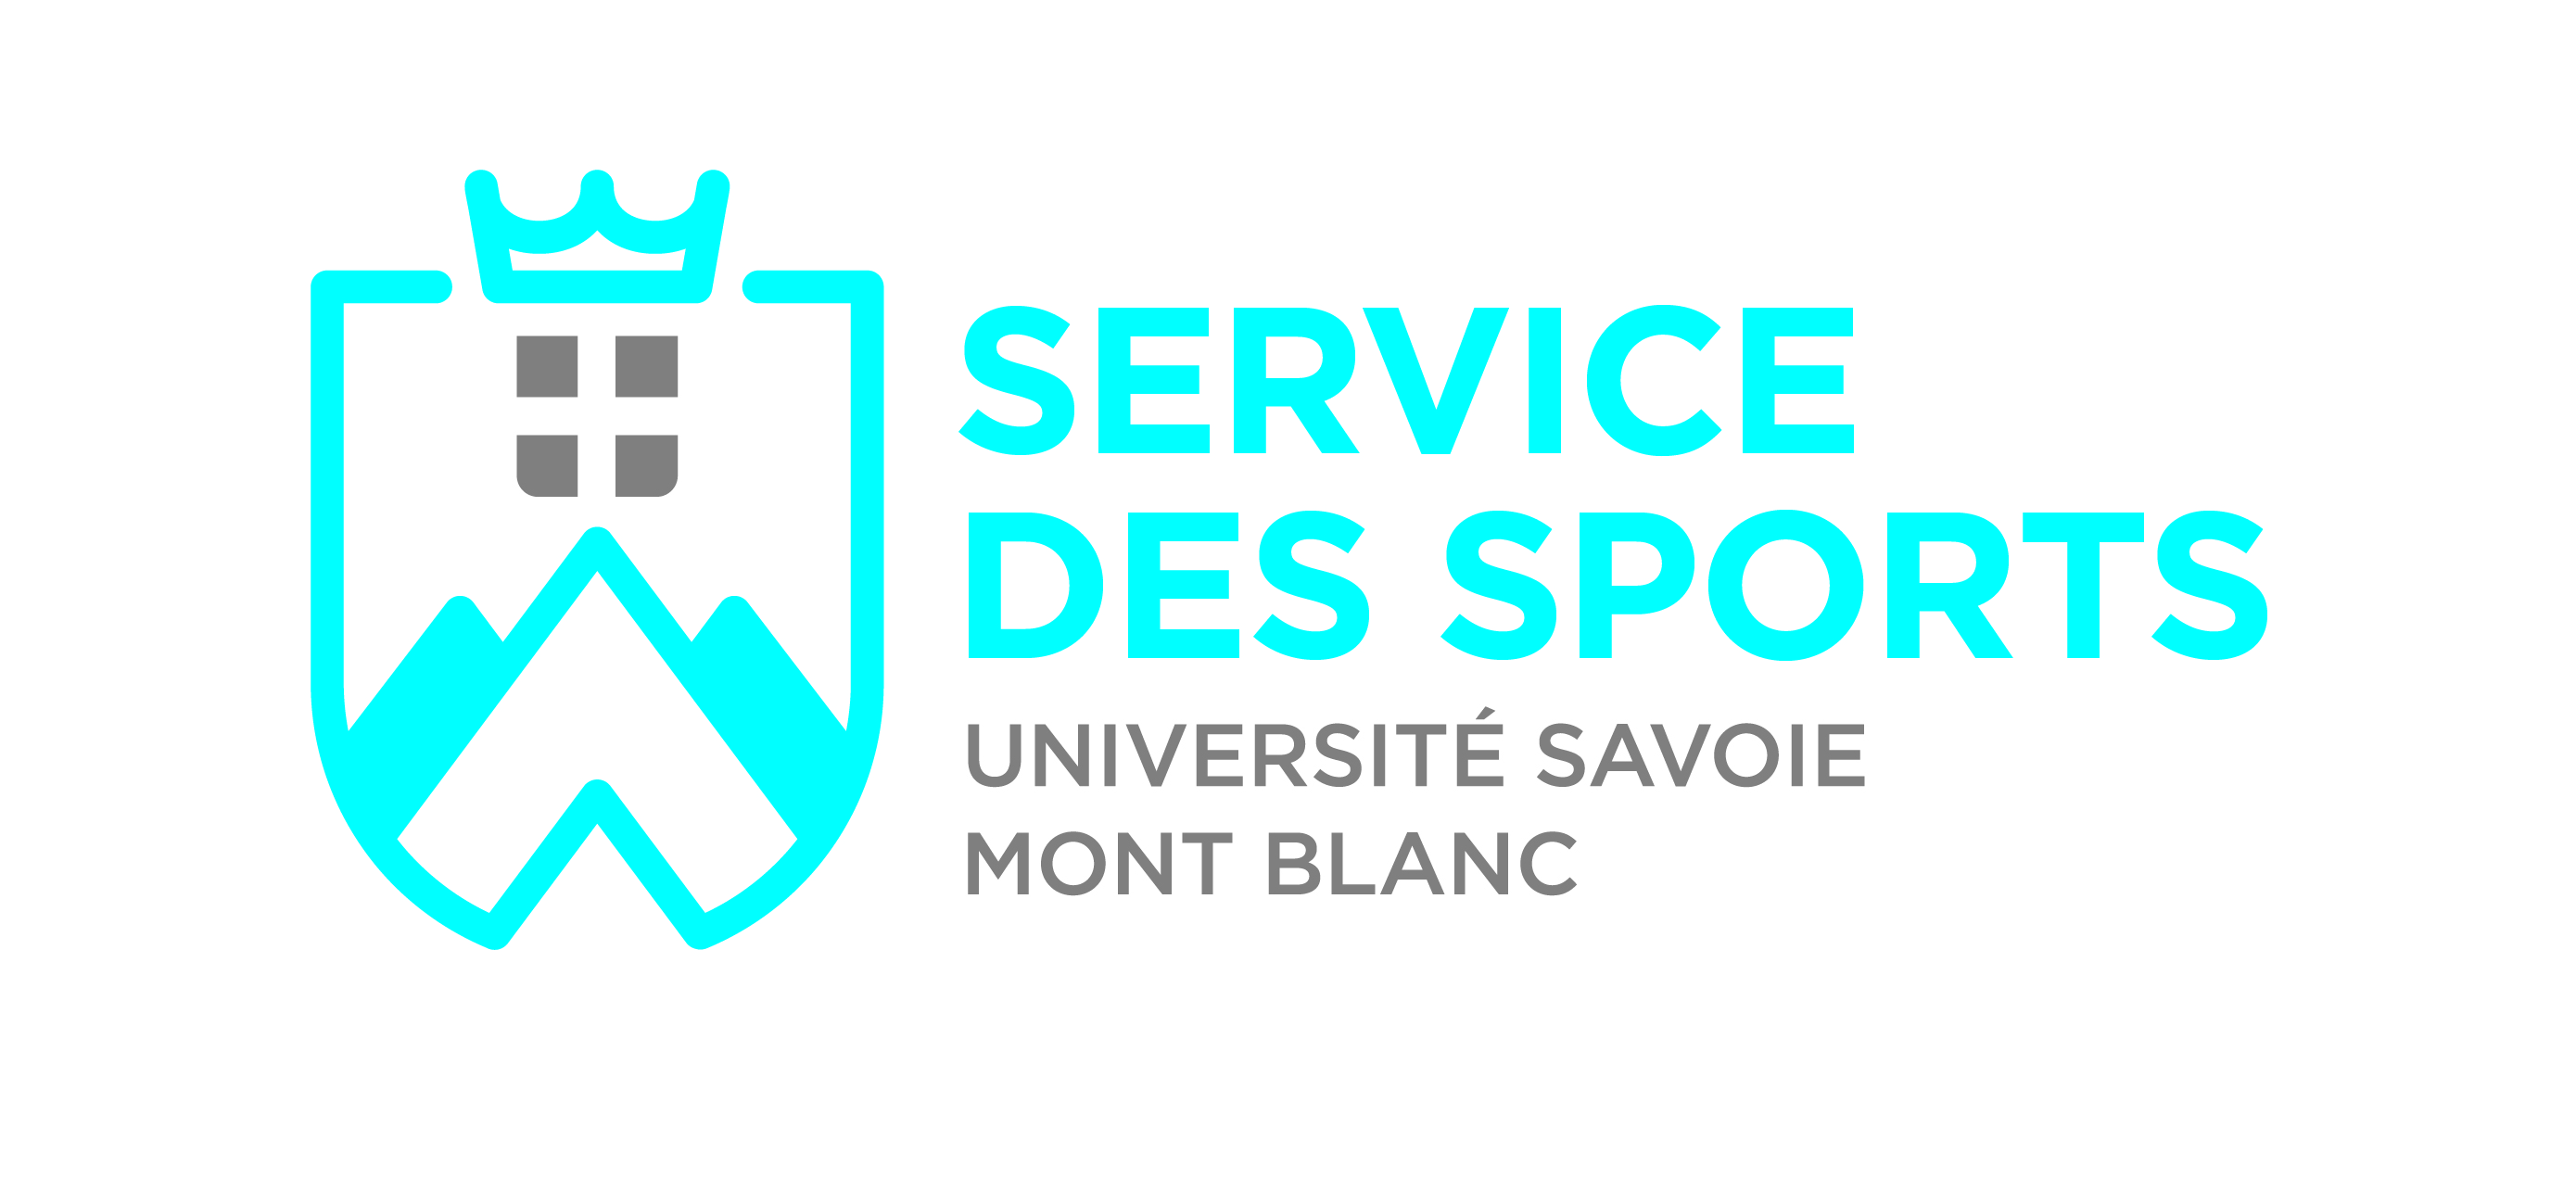 SERVICE
DES SPORTS
UNIVERSITÉ SAVOIE
MONT BLANC